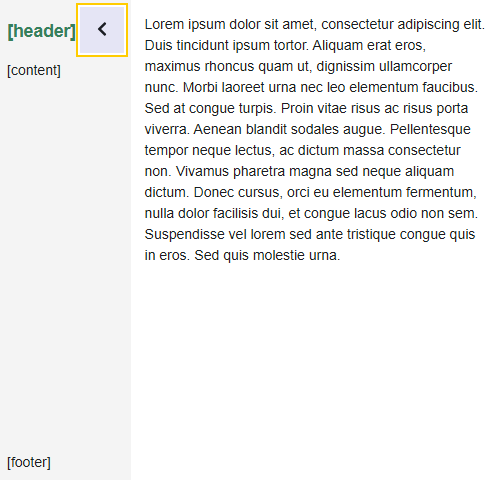 [header]
[content]
[footer]
Lorem ipsum dolor sit amet, consectetur adipiscing elit.
Duis tincidunt ipsum tortor. Aliquam erat eros,
maximus rhoncus quam ut, dignissim ullamcorper
nunc. Morbi laoreet urna nec leo elementum faucibus.
Sed at congue turpis. Proin vitae risus ac risus porta
viverra. Aenean blandit sodales augue. Pellentesque
tempor neque lectus, ac dictum massa consectetur
non. Vivamus pharetra magna sed neque aliquam
dictum. Donec cursus, orci eu elementum fermentum,
nulla dolor facilisis dui, et congue lacus odio non sem.
Suspendisse vel lorem sed ante tristique congue quis
in eros. Sed quis molestie urna.